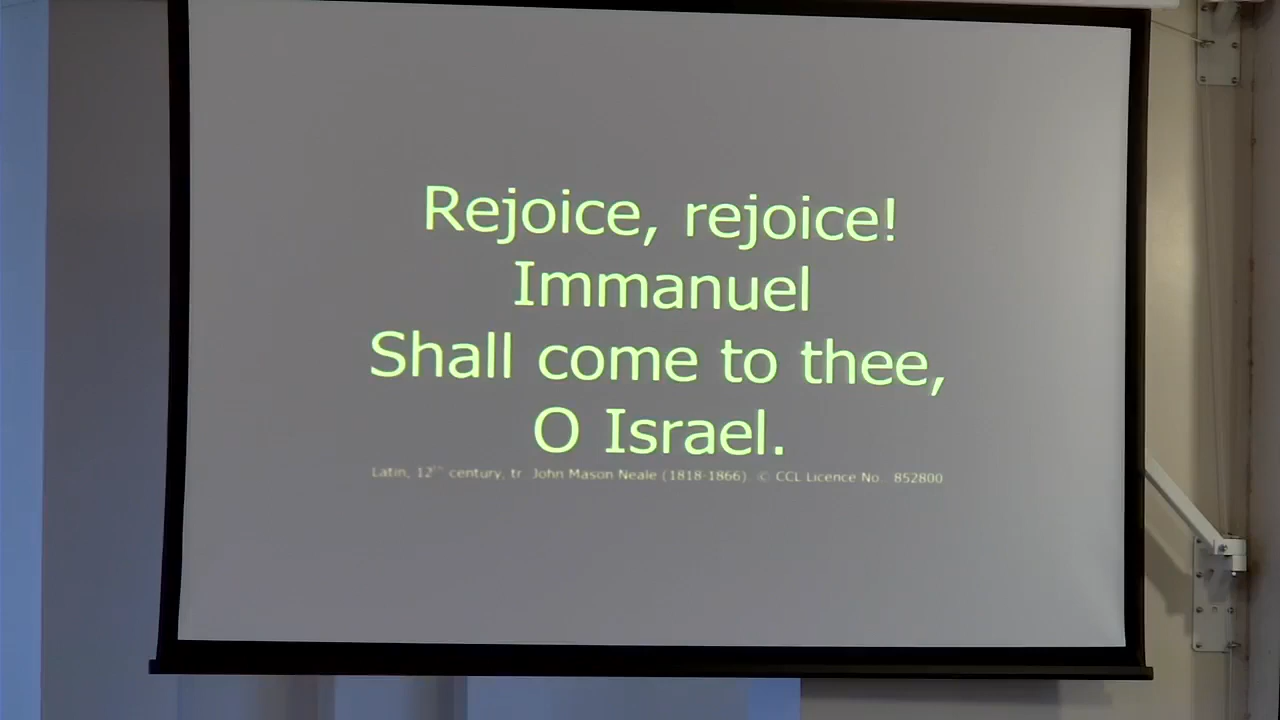 Rejoice, rejoice!
Immanuel
Shall come to thee,
O Israel.
Latin, 12th century, tr. John Mason Neale (1818-1866). © CCL Licence No. 852800